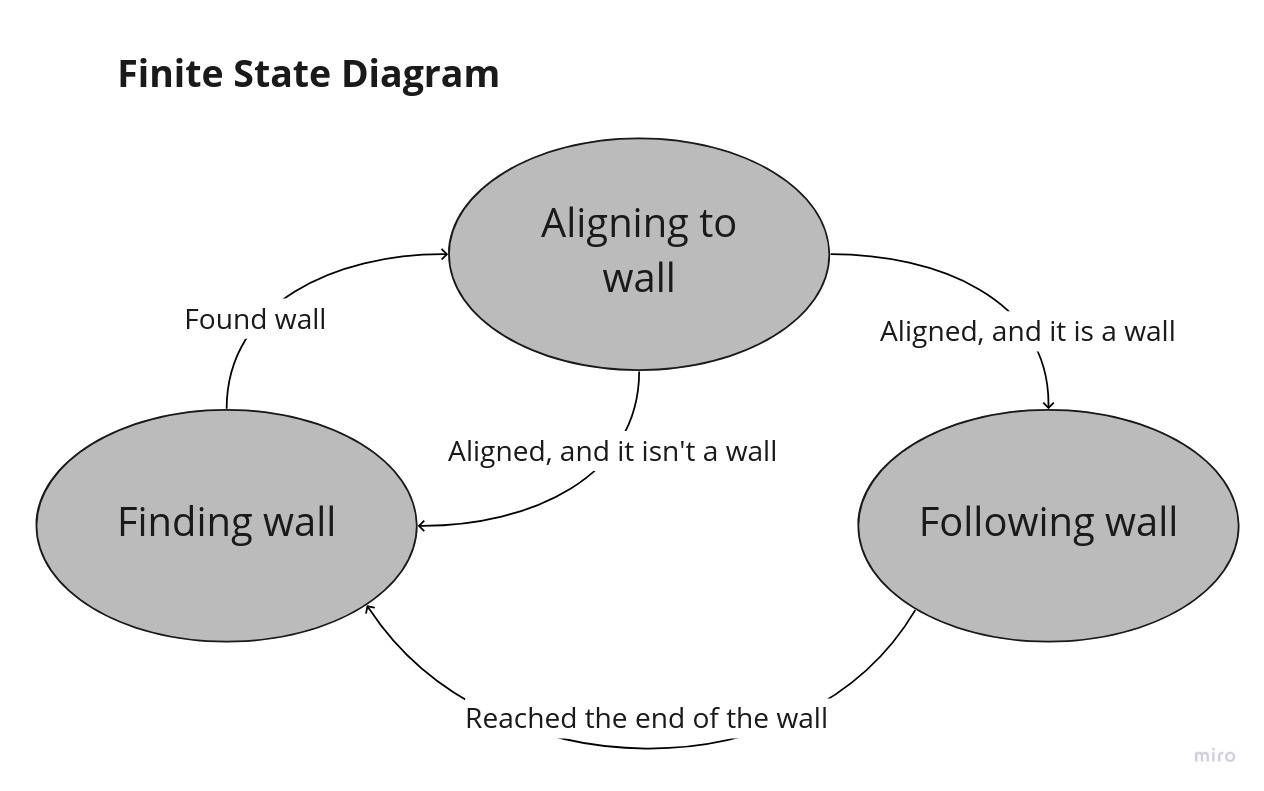 Finite State Diagram
Aligning to
wall
Found wall
Aligned, and it is a wall
Aligned, and it isn't a wall
Finding wall
Following wall
Reached the end of the wall
miro